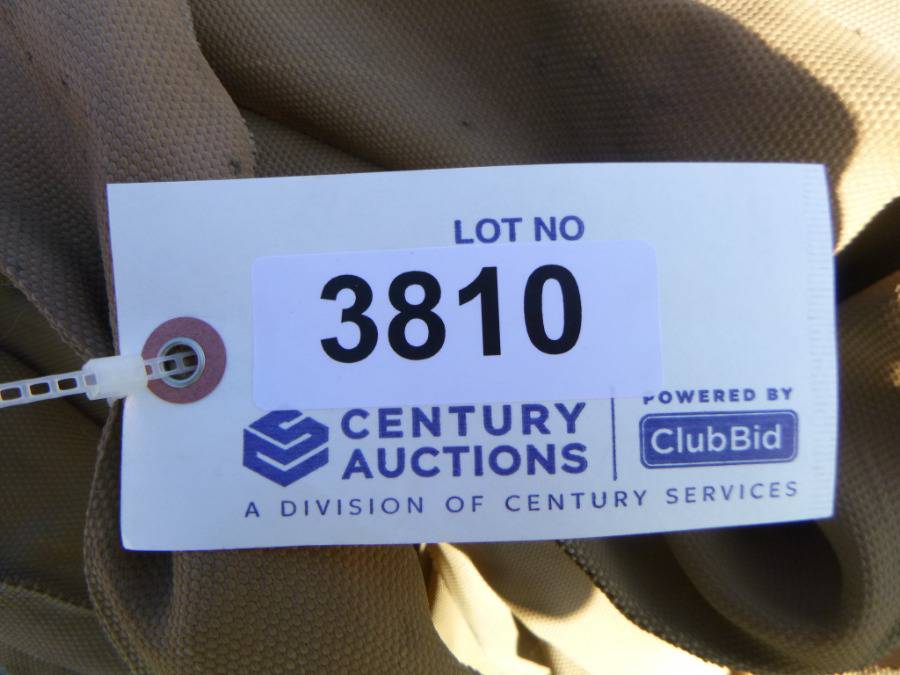 LOT NO
3810
CENTURY
AUCTIONS
POWERED BY
ClubBid
A DIVISION OF CENTURY SERVICES